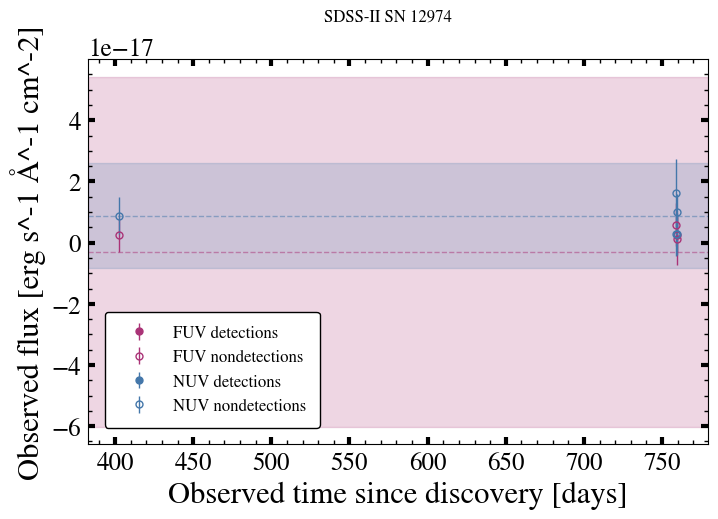 SDSS-II SN 12974
1e−17
Observed flux [erg s^-1 Å^-1 cm^-2]
4
2
0
−2
−4
−6
FUV detections
FUV nondetections
NUV detections
NUV nondetections
400 450 500 550 600 650 700 750
Observed time since discovery [days]